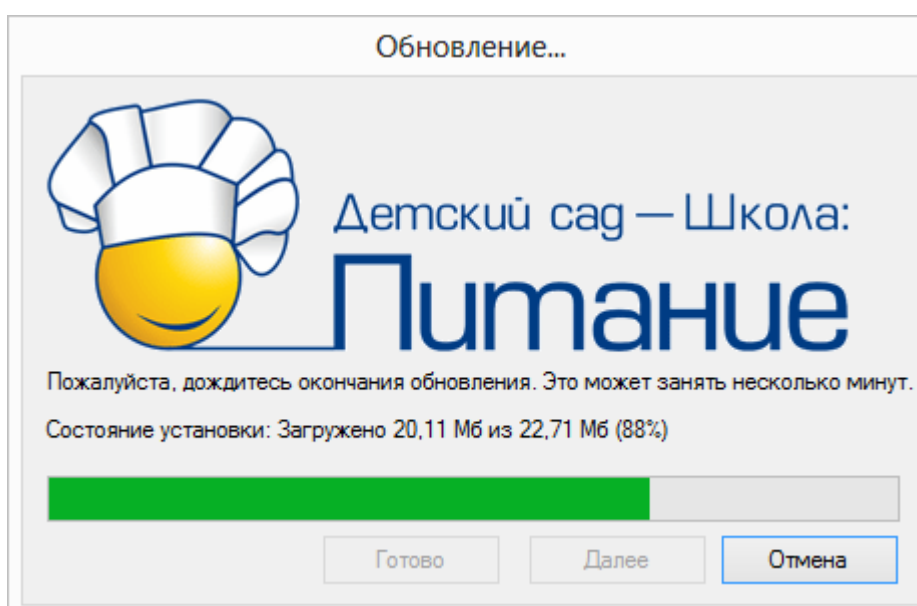 Обновление...
Детский сад — Школа:
Питание
Пожалуйста, дождитесь окончания обновления. Это может занять несколько минут.
Состояние установки: Загружено 20,11 Мб из 22,71 Мб (88%)
Готово Далее Отмена